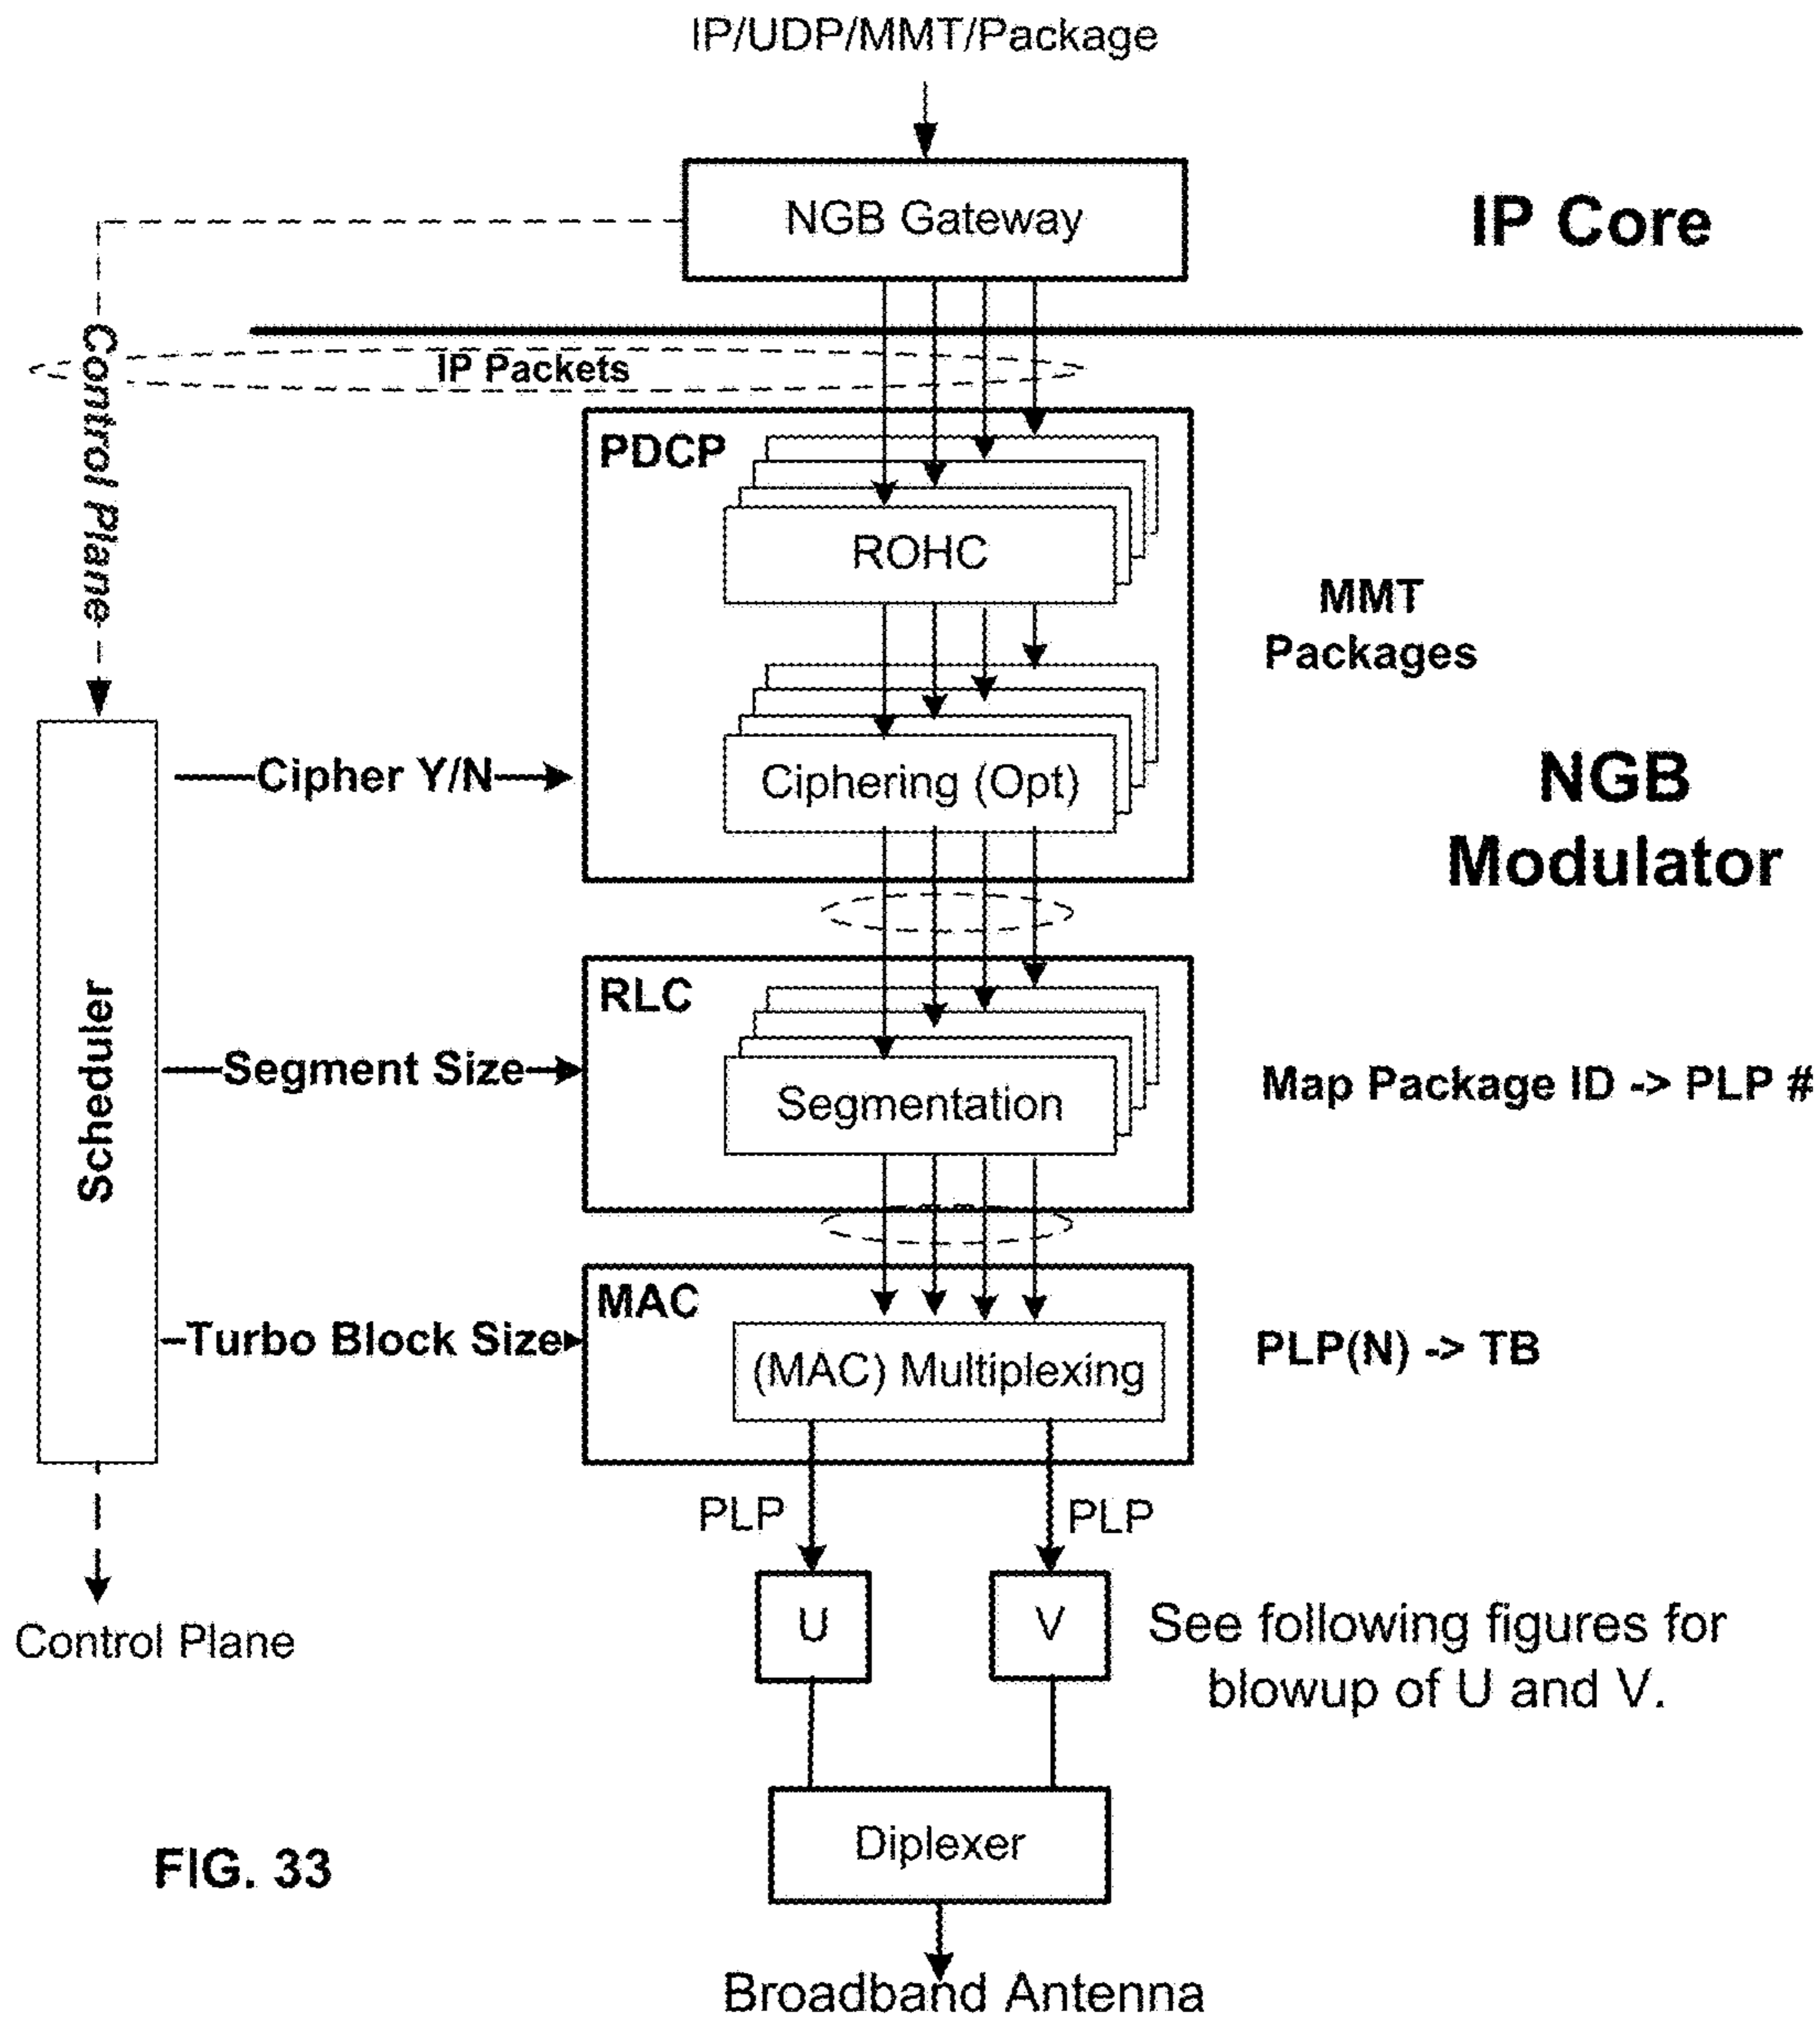 IP/UDP/MMT/Package
NGB Gateway
IP Core
IP Packets
Control Plane
PDCP
ROHC
MMT
Packages
Cipher Y/N
Ciphering (Opt)
NGB
Modulator
Scheduler
RLC
Segment Size
Segmentation
Map Package ID -> PLP #
MAC
Turbo Block Size
(MAC) Multiplexing
PLP(N) -> TB
PLP
PLP
U
V
See following figures for
blowup of U and V.
Control Plane
Diplexer
FIG. 33
Broadband Antenna